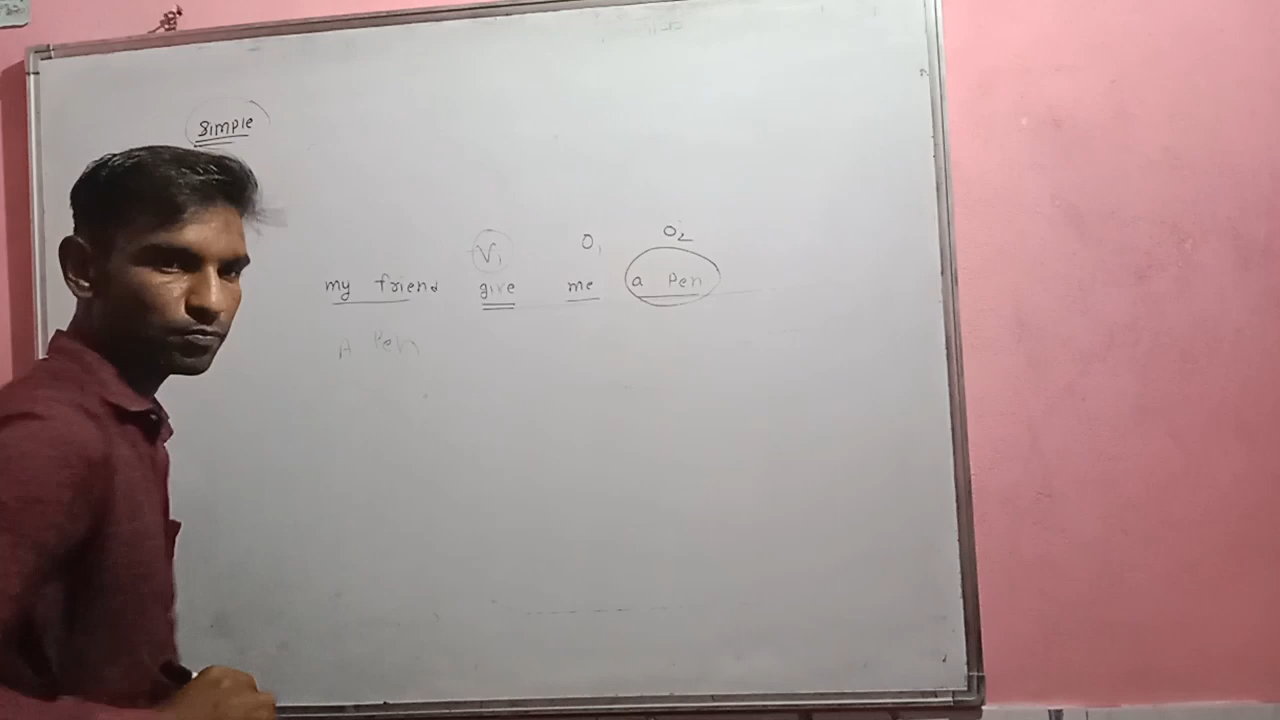 Simple
V₁ O₁ O₂
my friend give me a Pen
A Pen